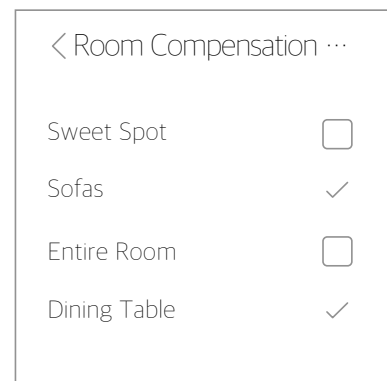 Room Compensation ...
Sweet Spot
Sofas
Entire Room
Dining Table